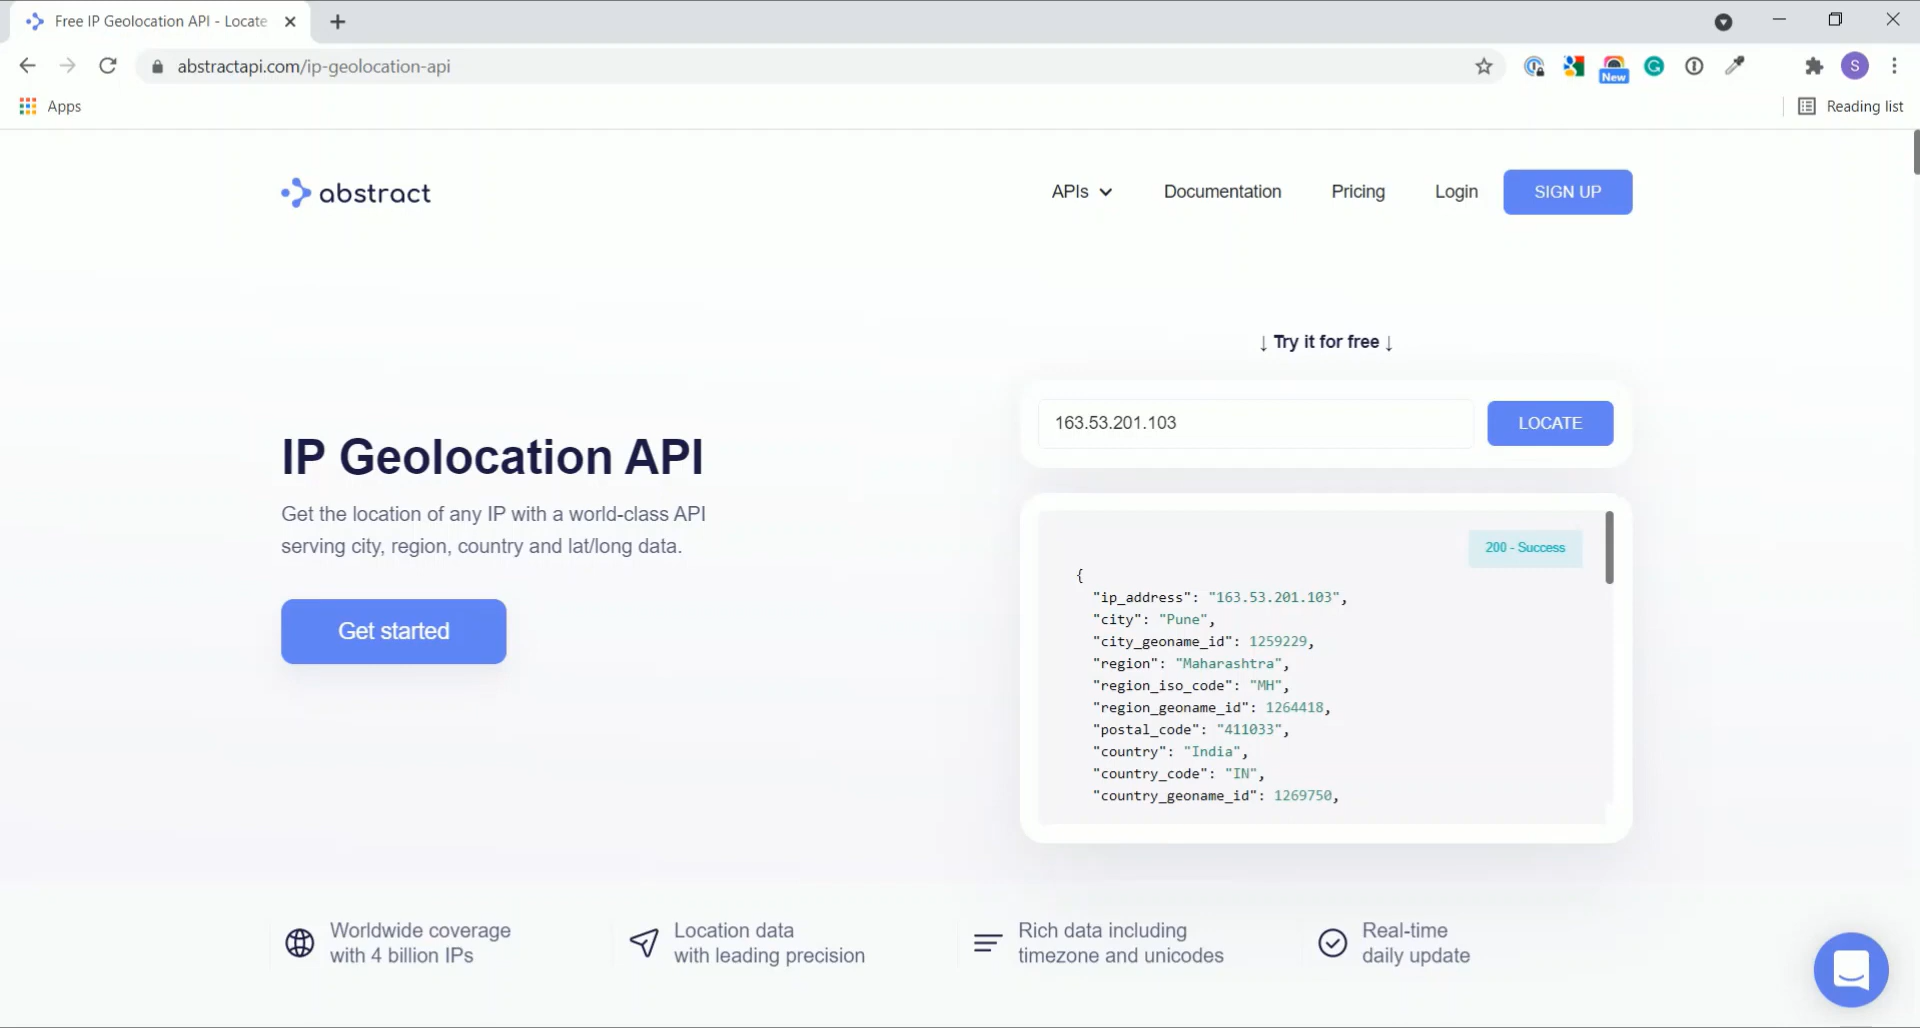 Free IP Geolocation API - Locate
abstractapi.com/ip-geolocation-api
New
S
Apps
Reading list
abstract
APIs
Documentation
Pricing
Login
SIGN UP
↓ Try it for free ↓
163.53.201.103
LOCATE
IP Geolocation API
Get the location of any IP with a world-class API
serving city, region, country and lat/long data.
Get started
200 - Success
{
"ip_address": "163.53.201.103",
"city": "Pune",
"city_geoname_id": 1259229,
"region": "Maharashtra",
"region_iso_code": "MH",
"region_geoname_id": 1264418,
"postal_code": "411033",
"country": "India",
"country_code": "IN",
"country_geoname_id": 1269750,
Worldwide coverage
with 4 billion IPs
Location data
with leading precision
Rich data including
timezone and unicodes
Real-time
daily update